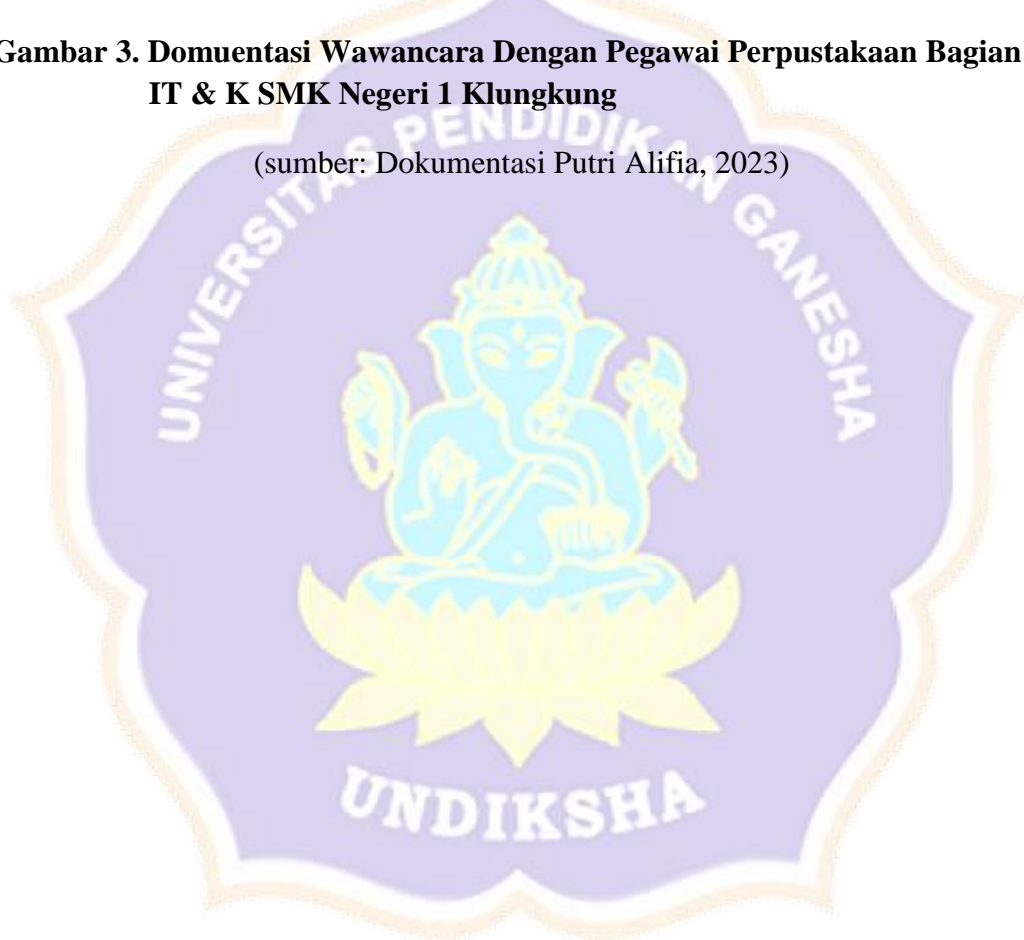 Gambar 3. Domuentasi Wawancara Dengan Pegawai Perpustakaan Bagian
IT & K SMK Negeri 1 Klungkung
(sumber: Dokumentasi Putri Alifia, 2023)
UNIVERSITAS PENDIDIKAN GANESHA
UNDIKSHA